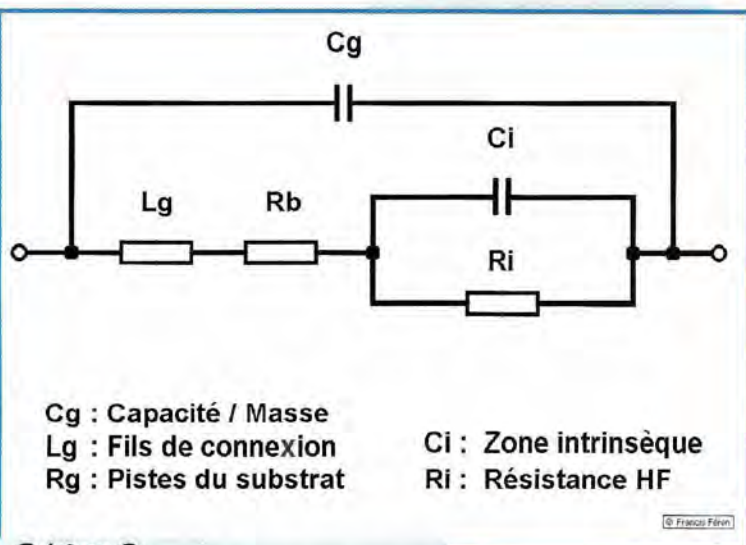 Cg
Ci
Lg
Rb
Ri
Cg : Capacité / Masse
Lg : Fils de connexion
Rg : Pistes du substrat
Ci : Zone intrinsèque
Ri : Résistance HF
© Francis Féron